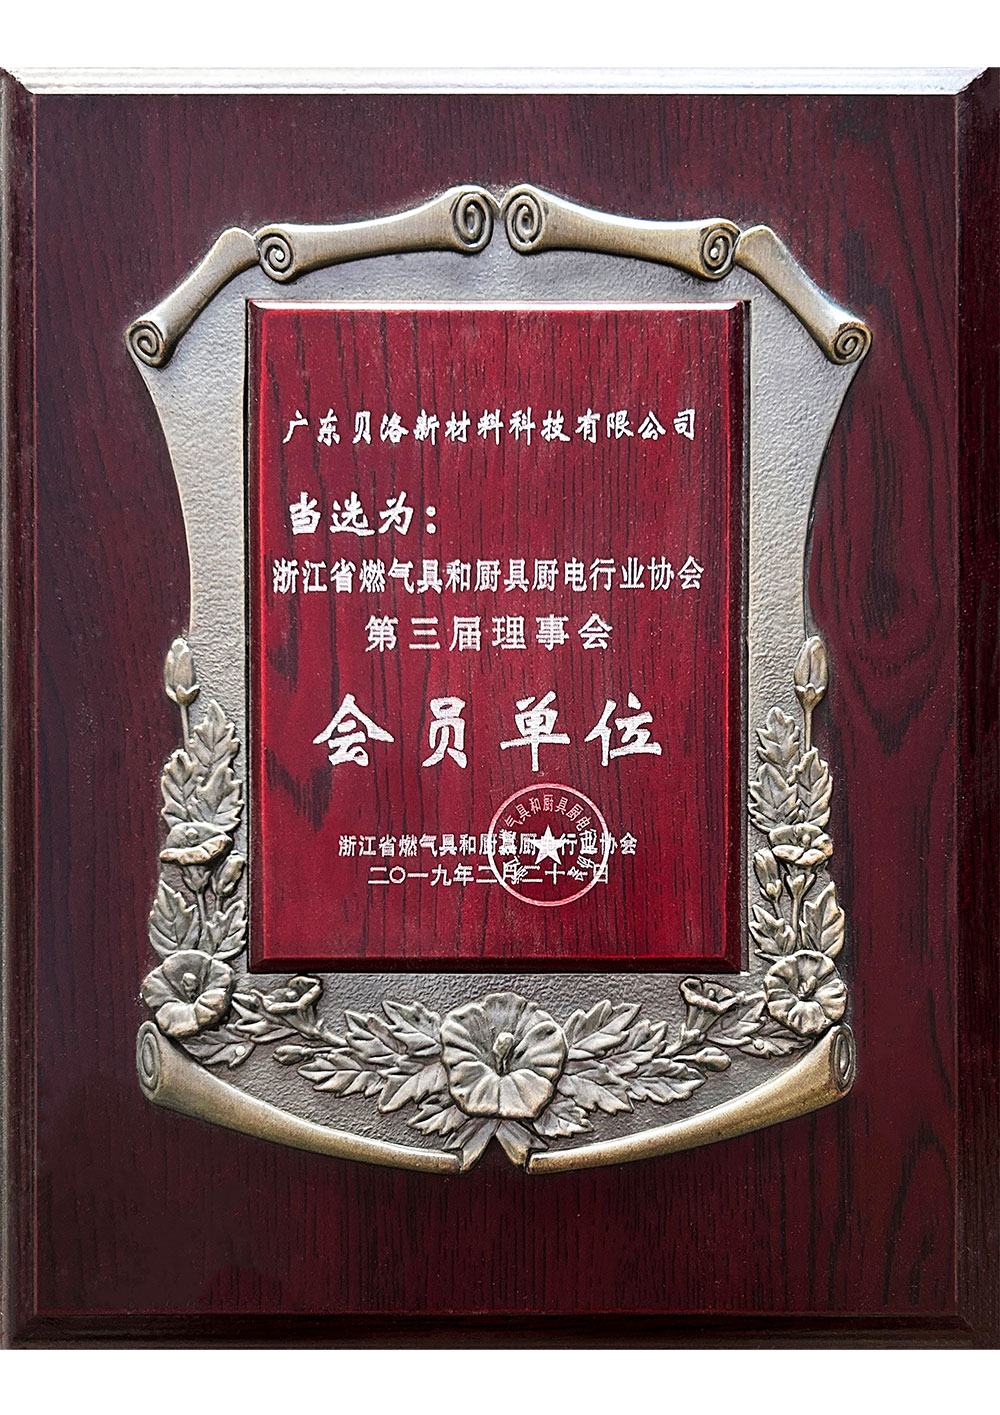 广东贝洛新材料科技有限公司
当选为：
浙江省燃气具和厨具厨电行业协会
第三届理事会
会员单位
浙江省燃气具和厨具厨电行业协会
二〇一九年二月二十 日